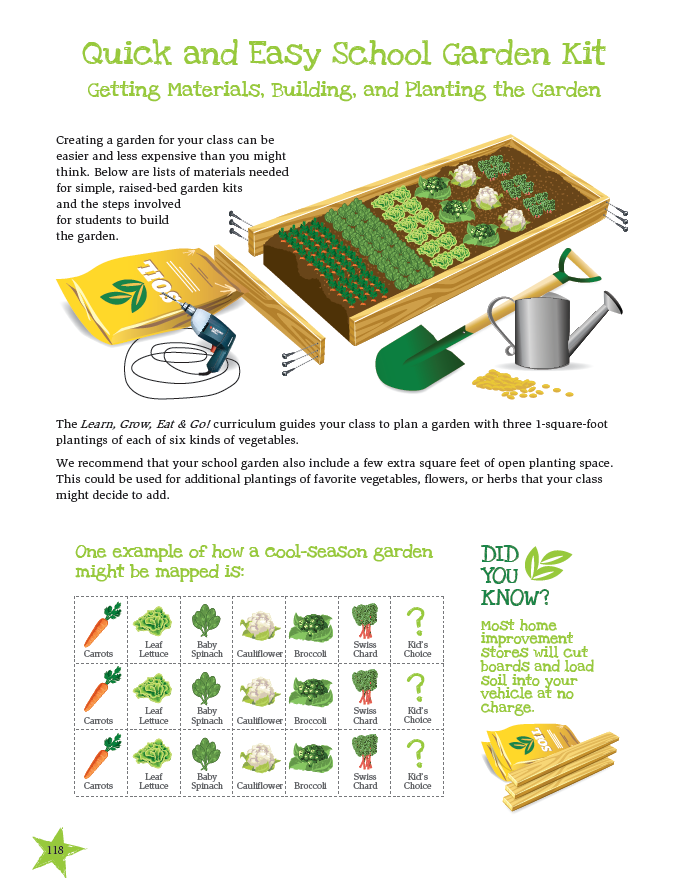 Quick and Easy School Garden Kit
Getting Materials, Building, and Planting the Garden
Creating a garden for your class can be
easier and less expensive than you might
think. Below are lists of materials needed
for simple, raised-bed garden kits
and the steps involved
for students to build
the garden.
SOIL
The Learn, Grow, Eat & Go! curriculum guides your class to plan a garden with three 1-square-foot
plantings of each of six kinds of vegetables.
We recommend that your school garden also include a few extra square feet of open planting space.
This could be used for additional plantings of favorite vegetables, flowers, or herbs that your class
might decide to add.
One example of how a cool-season garden
might be mapped is:
Carrots Leaf Lettuce Baby Spinach Cauliflower Broccoli Swiss Chard ? Kid's Choice
Carrots Leaf Lettuce Baby Spinach Cauliflower Broccoli Swiss Chard ? Kid's Choice
Carrots Leaf Lettuce Baby Spinach Cauliflower Broccoli Swiss Chard ? Kid's Choice
DID
YOU
KNOW?
Most home
improvement
stores will cut
boards and load
soil into your
vehicle at no
charge.
SOIL
118